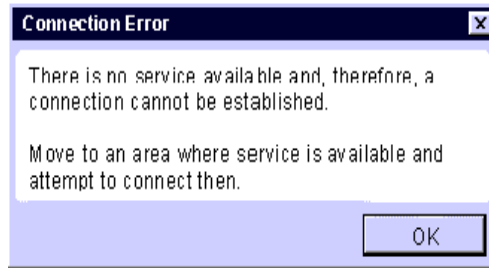 Connection Error
There is no service available and, therefore, a
connection cannot be established.
Move to an area where service is available and
attempt to connect then.
OK